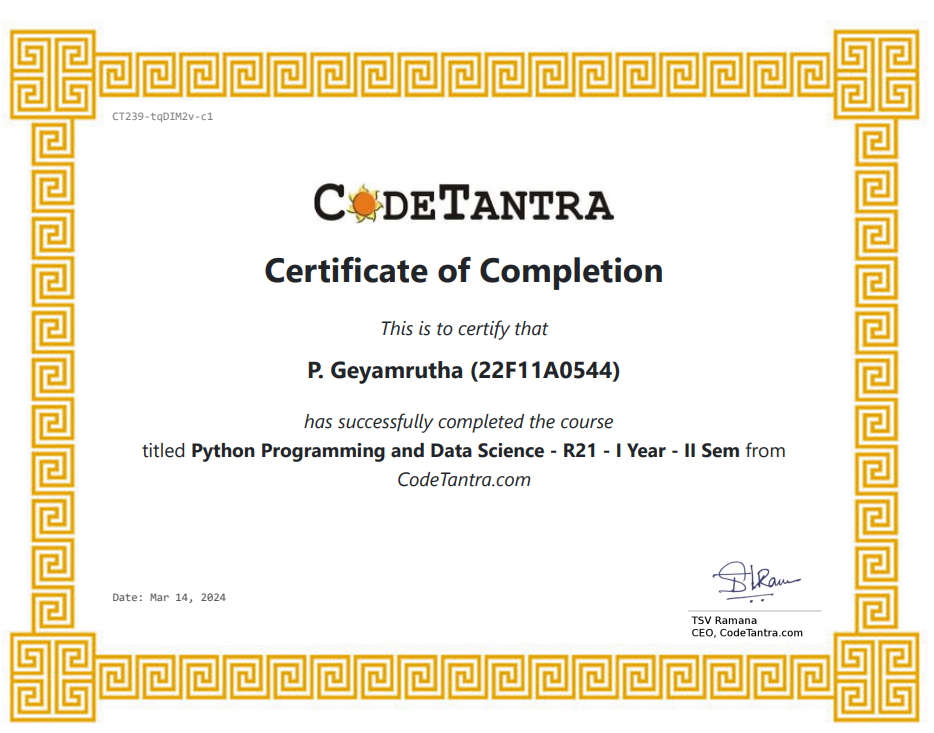 CT239-tqDIM2v-c1
CODETANTRA
Certificate of Completion
This is to certify that
P. Geyamrutha (22F11A0544)
has successfully completed the course
titled Python Programming and Data Science - R21 - I Year - II Sem from
CodeTantra.com
Date: Mar 14, 2024
TSV Ramana
CEO, CodeTantra.com